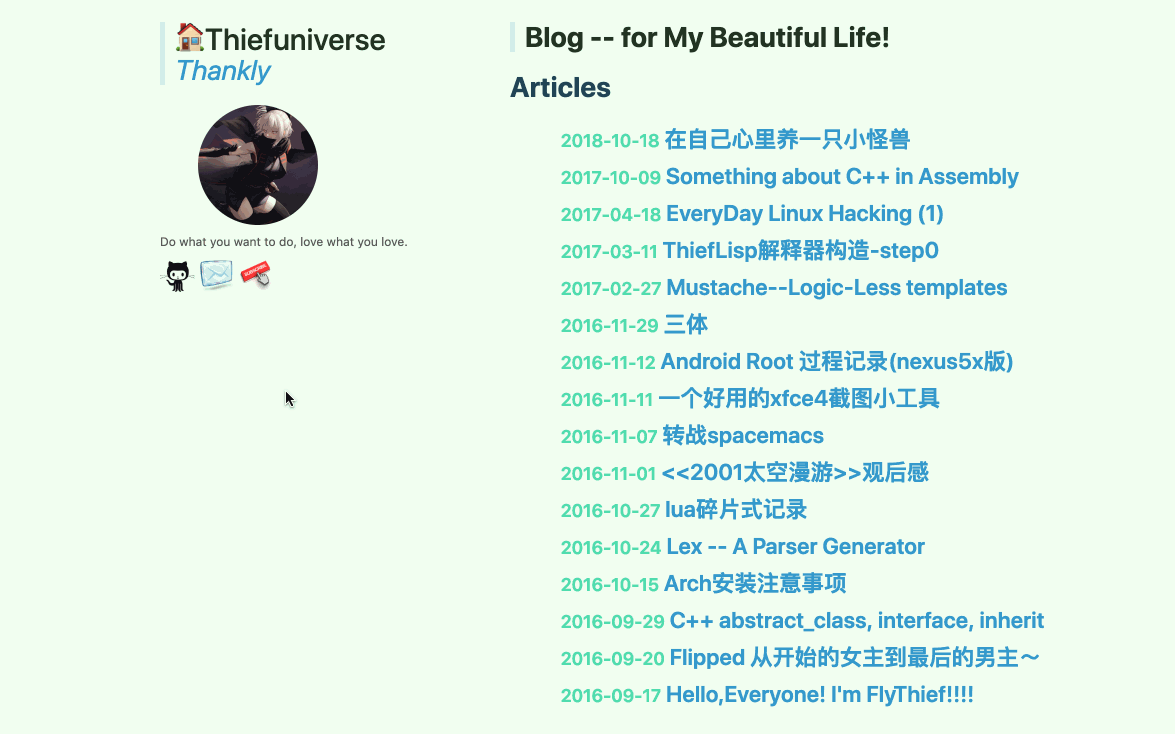 Thiefuniverse
Thankly
Do what you want to do, love what you love.
SUBSCRIBE
Blog -- for My Beautiful Life!
Articles
2018-10-18 在自己心里养一只小怪兽
2017-10-09 Something about C++ in Assembly
2017-04-18 EveryDay Linux Hacking (1)
2017-03-11 ThiefLisp解释器构造-step0
2017-02-27 Mustache--Logic-Less templates
2016-11-29 三体
2016-11-12 Android Root 过程记录(nexus5x版)
2016-11-11 一个好用的xfce4截图小工具
2016-11-07 转战spacemacs
2016-11-01 <<2001太空漫游>>观后感
2016-10-27 lua碎片式记录
2016-10-24 Lex -- A Parser Generator
2016-10-15 Arch安装注意事项
2016-09-29 C++ abstract_class, interface, inherit
2016-09-20 Flipped 从开始的女主到最后的男主～
2016-09-17 Hello,Everyone! I'm FlyThief!!!!